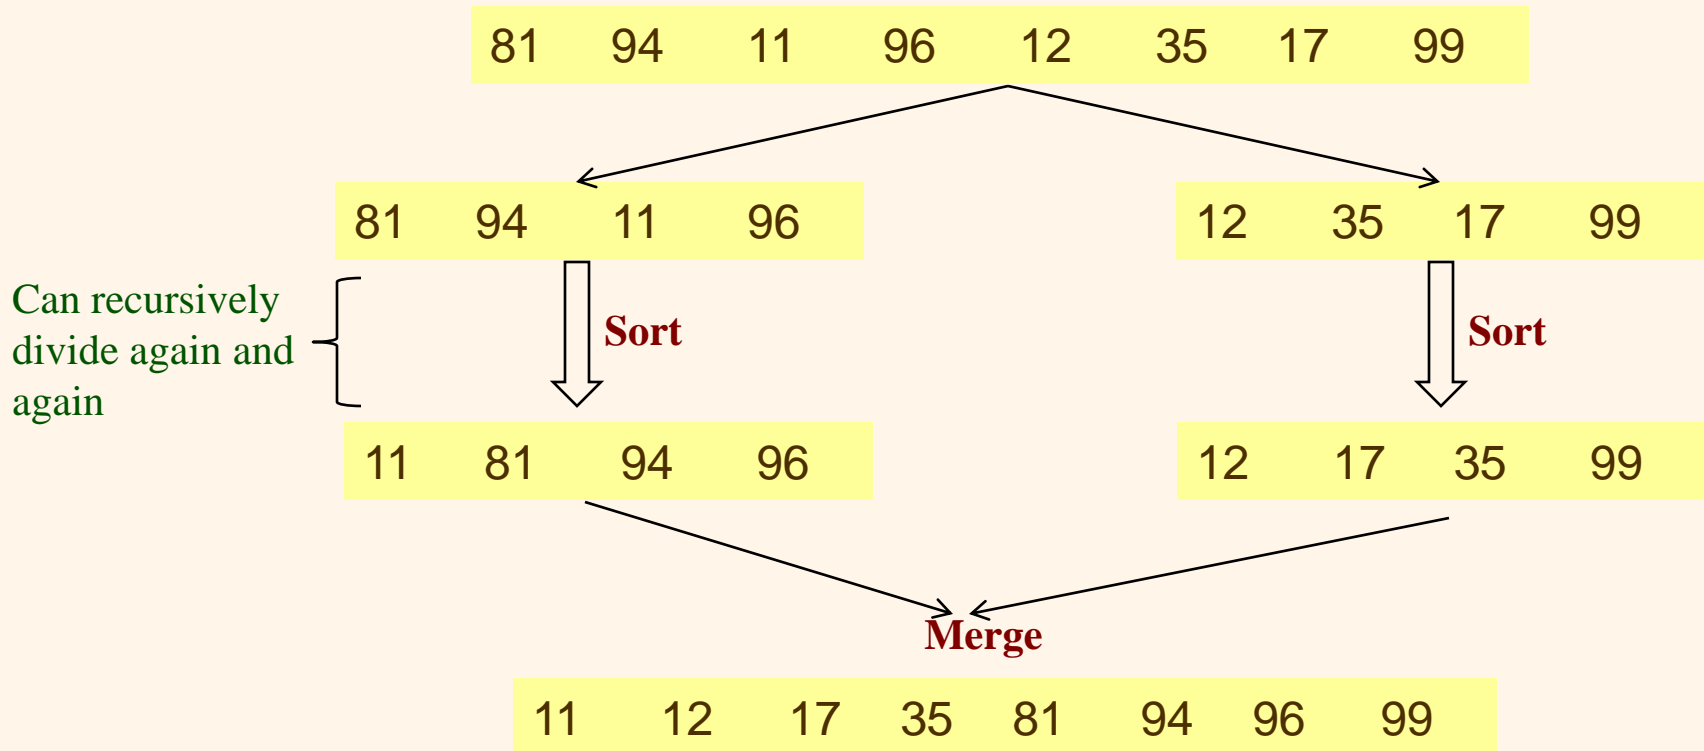 81 94 11 96 12 35 17 99
81 94 11 96
12 35 17 99
Can recursively
divide again and
again
Sort
Sort
11 81 94 96
12 17 35 99
Merge
11 12 17 35 81 94 96 99